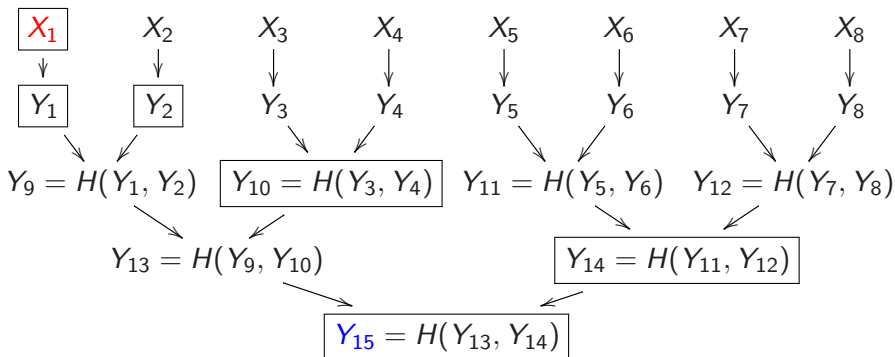 X₁ X₂ X₃ X₄ X₅ X₆ X₇ X₈
Y₁ Y₂ Y₃ Y₄ Y₅ Y₆ Y₇ Y₈
Y₉ = H(Y₁, Y₂) Y₁₀ = H(Y₃, Y₄) Y₁₁ = H(Y₅, Y₆) Y₁₂ = H(Y₇, Y₈)
Y₁₃ = H(Y₉, Y₁₀) Y₁₄ = H(Y₁₁, Y₁₂)
Y₁₅ = H(Y₁₃, Y₁₄)